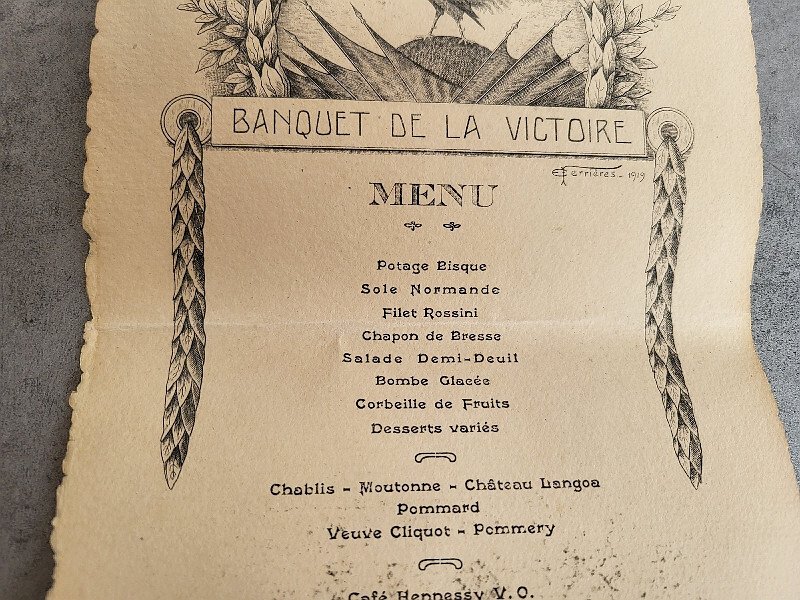 BANQUET DE LA VICTOIRE
Ferrières - 1919
MENU
Potage Bisque
Sole Normande
Filet Rossini
Chapon de Bresse
Salade Demi-Deuil
Bombe Glacée
Corbeille de Fruits
Desserts variés
Chablis - Moutonne - Château Langoa
Pommard
Veuve Cliquot - Pommery
Café Hennessy V.O.